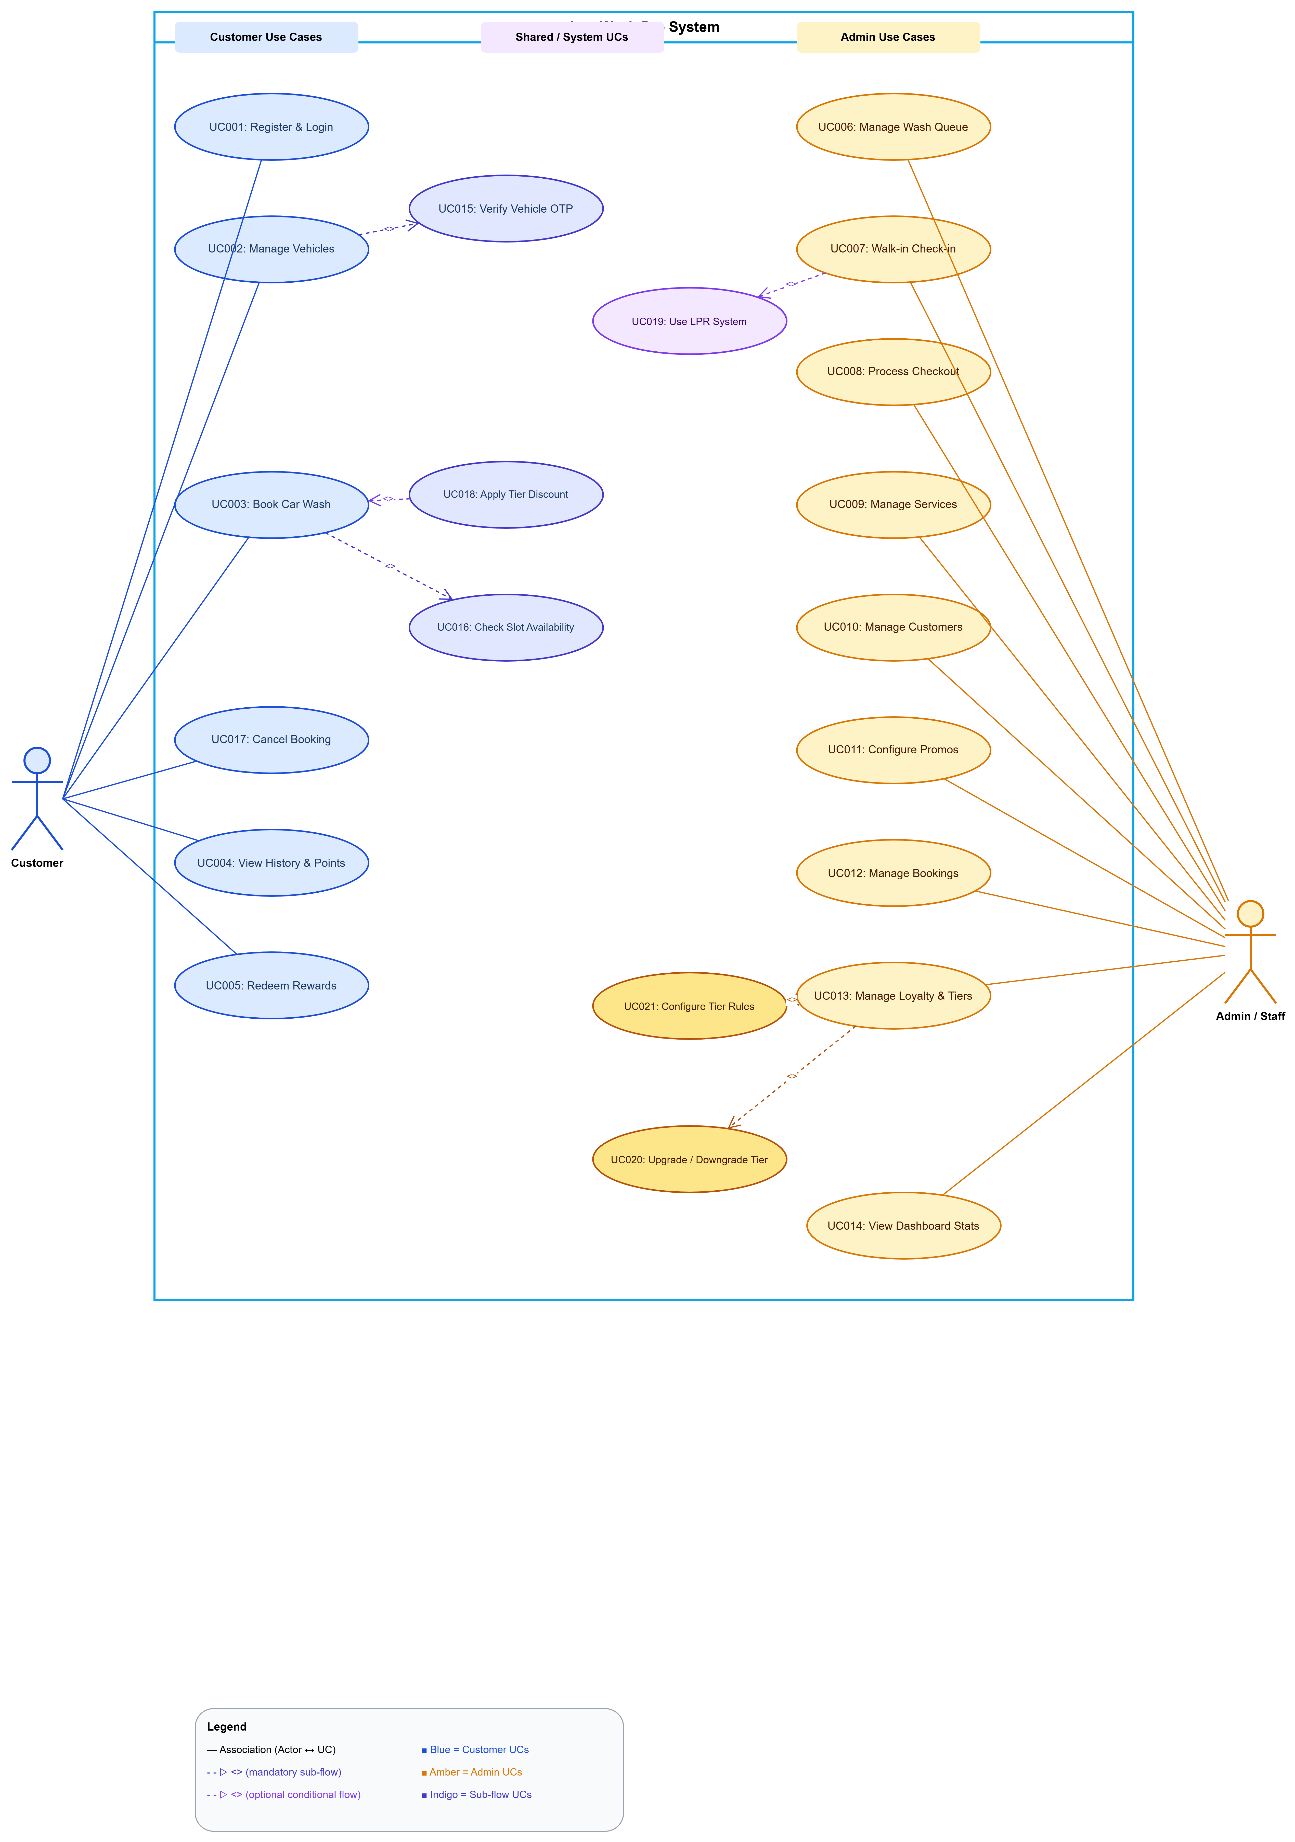 System
Customer Use Cases
Shared / System UCs
Admin Use Cases
UC001: Register & Login
UC006: Manage Wash Queue
UC015: Verify Vehicle OTP
<>
UC002: Manage Vehicles
UC007: Walk-in Check-in
<>
UC019: Use LPR System
UC008: Process Checkout
UC003: Book Car Wash
<>
UC018: Apply Tier Discount
UC009: Manage Services
<>
UC016: Check Slot Availability
UC010: Manage Customers
UC017: Cancel Booking
UC011: Configure Promos
Customer
UC004: View History & Points
UC012: Manage Bookings
UC005: Redeem Rewards
UC021: Configure Tier Rules
<>
UC013: Manage Loyalty & Tiers
Admin / Staff
<>
UC020: Upgrade / Downgrade Tier
UC014: View Dashboard Stats
Legend
— Association (Actor ↔ UC)
■ Blue = Customer UCs
- - ▷ <> (mandatory sub-flow)
■ Amber = Admin UCs
- - ▷ <> (optional conditional flow)
■ Indigo = Sub-flow UCs